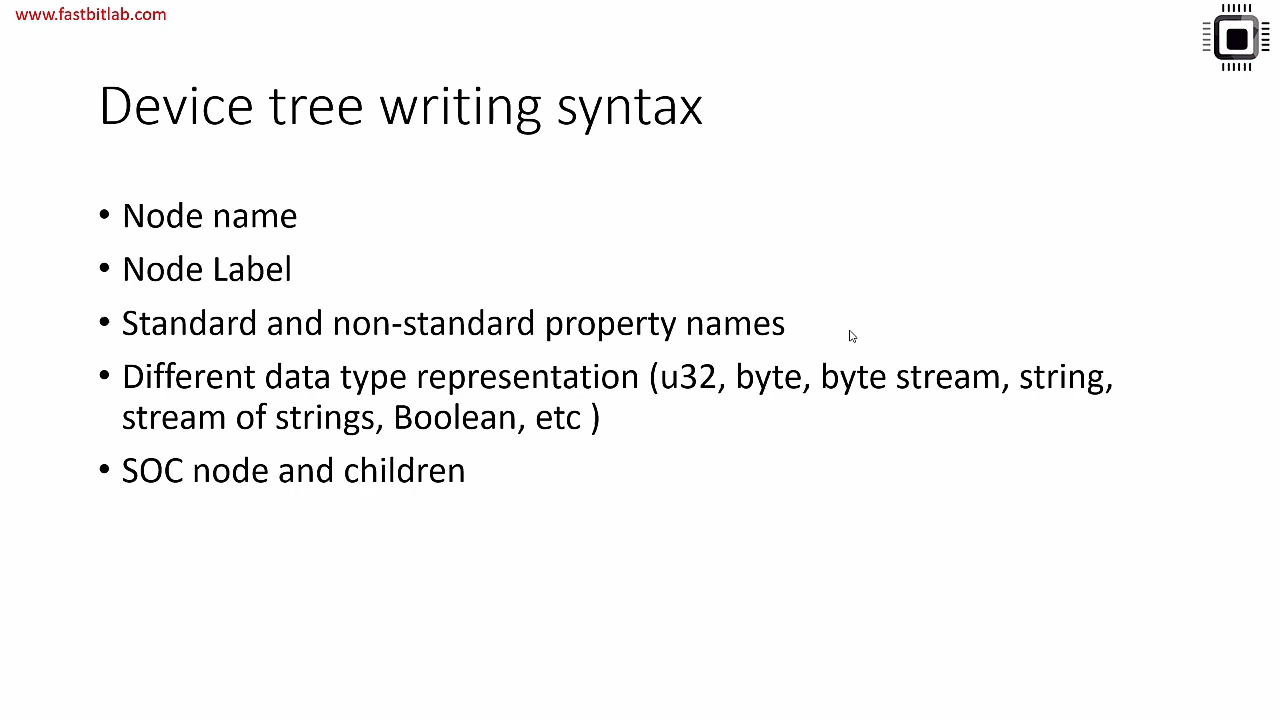 www.fastbitlab.com
Device tree writing syntax
• Node name
• Node Label
• Standard and non-standard property names
• Different data type representation (u32, byte, byte stream, string,
stream of strings, Boolean, etc )
• SOC node and children